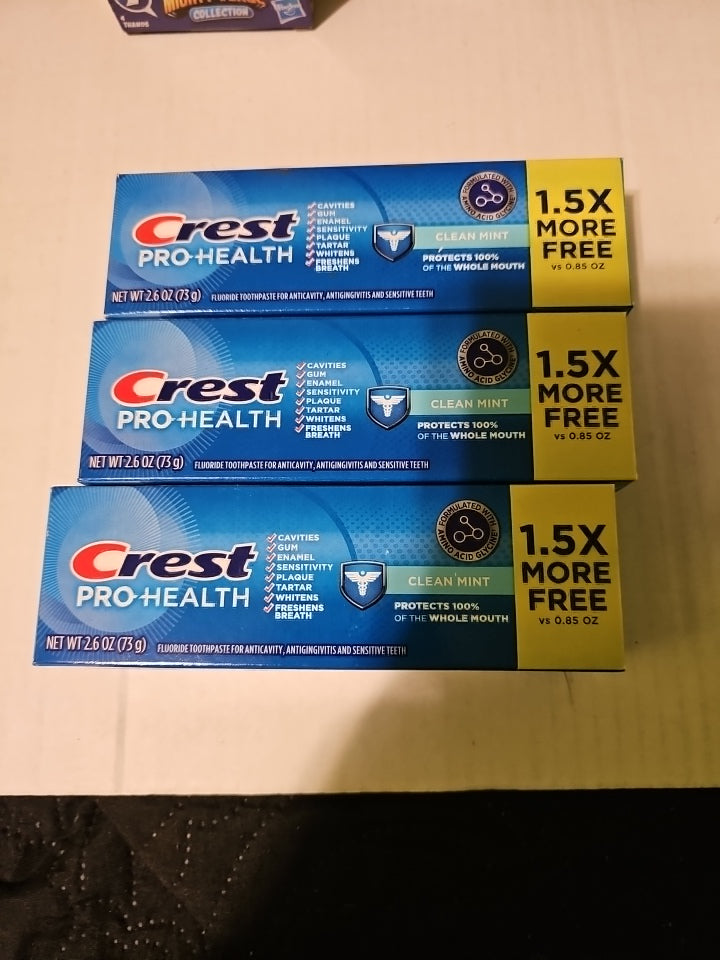 4 THANOS
COLLECTION
Hasbro
Crest
PRO-HEALTH
CAVITIES
GUM
ENAMEL
SENSITIVITY
PLAQUE
TARTAR
WHITENS
FRESHENS
BREATH
FORMULATED WITH
AMINO ACID GLYCINE
CLEAN MINT
PROTECTS 100%
OF THE WHOLE MOUTH
1.5X
MORE
FREE
vs 0.85 OZ
NET WT 2.6 OZ (73 g)
FLUORIDE TOOTHPASTE FOR ANTICAVITY, ANTIGINGIVITIS AND SENSITIVE TEETH
Crest
PRO-HEALTH
CAVITIES
GUM
ENAMEL
SENSITIVITY
PLAQUE
TARTAR
WHITENS
FRESHENS
BREATH
FORMULATED WITH
AMINO ACID GLYCINE
CLEAN MINT
PROTECTS 100%
OF THE WHOLE MOUTH
1.5X
MORE
FREE
vs 0.85 OZ
NET WT 2.6 OZ (73 g)
FLUORIDE TOOTHPASTE FOR ANTICAVITY, ANTIGINGIVITIS AND SENSITIVE TEETH
Crest
PRO-HEALTH
CAVITIES
GUM
ENAMEL
SENSITIVITY
PLAQUE
TARTAR
WHITENS
FRESHENS
BREATH
FORMULATED WITH
AMINO ACID GLYCINE
CLEAN MINT
PROTECTS 100%
OF THE WHOLE MOUTH
1.5X
MORE
FREE
vs 0.85 OZ
NET WT 2.6 OZ (73 g)
FLUORIDE TOOTHPASTE FOR ANTICAVITY, ANTIGINGIVITIS AND SENSITIVE TEETH